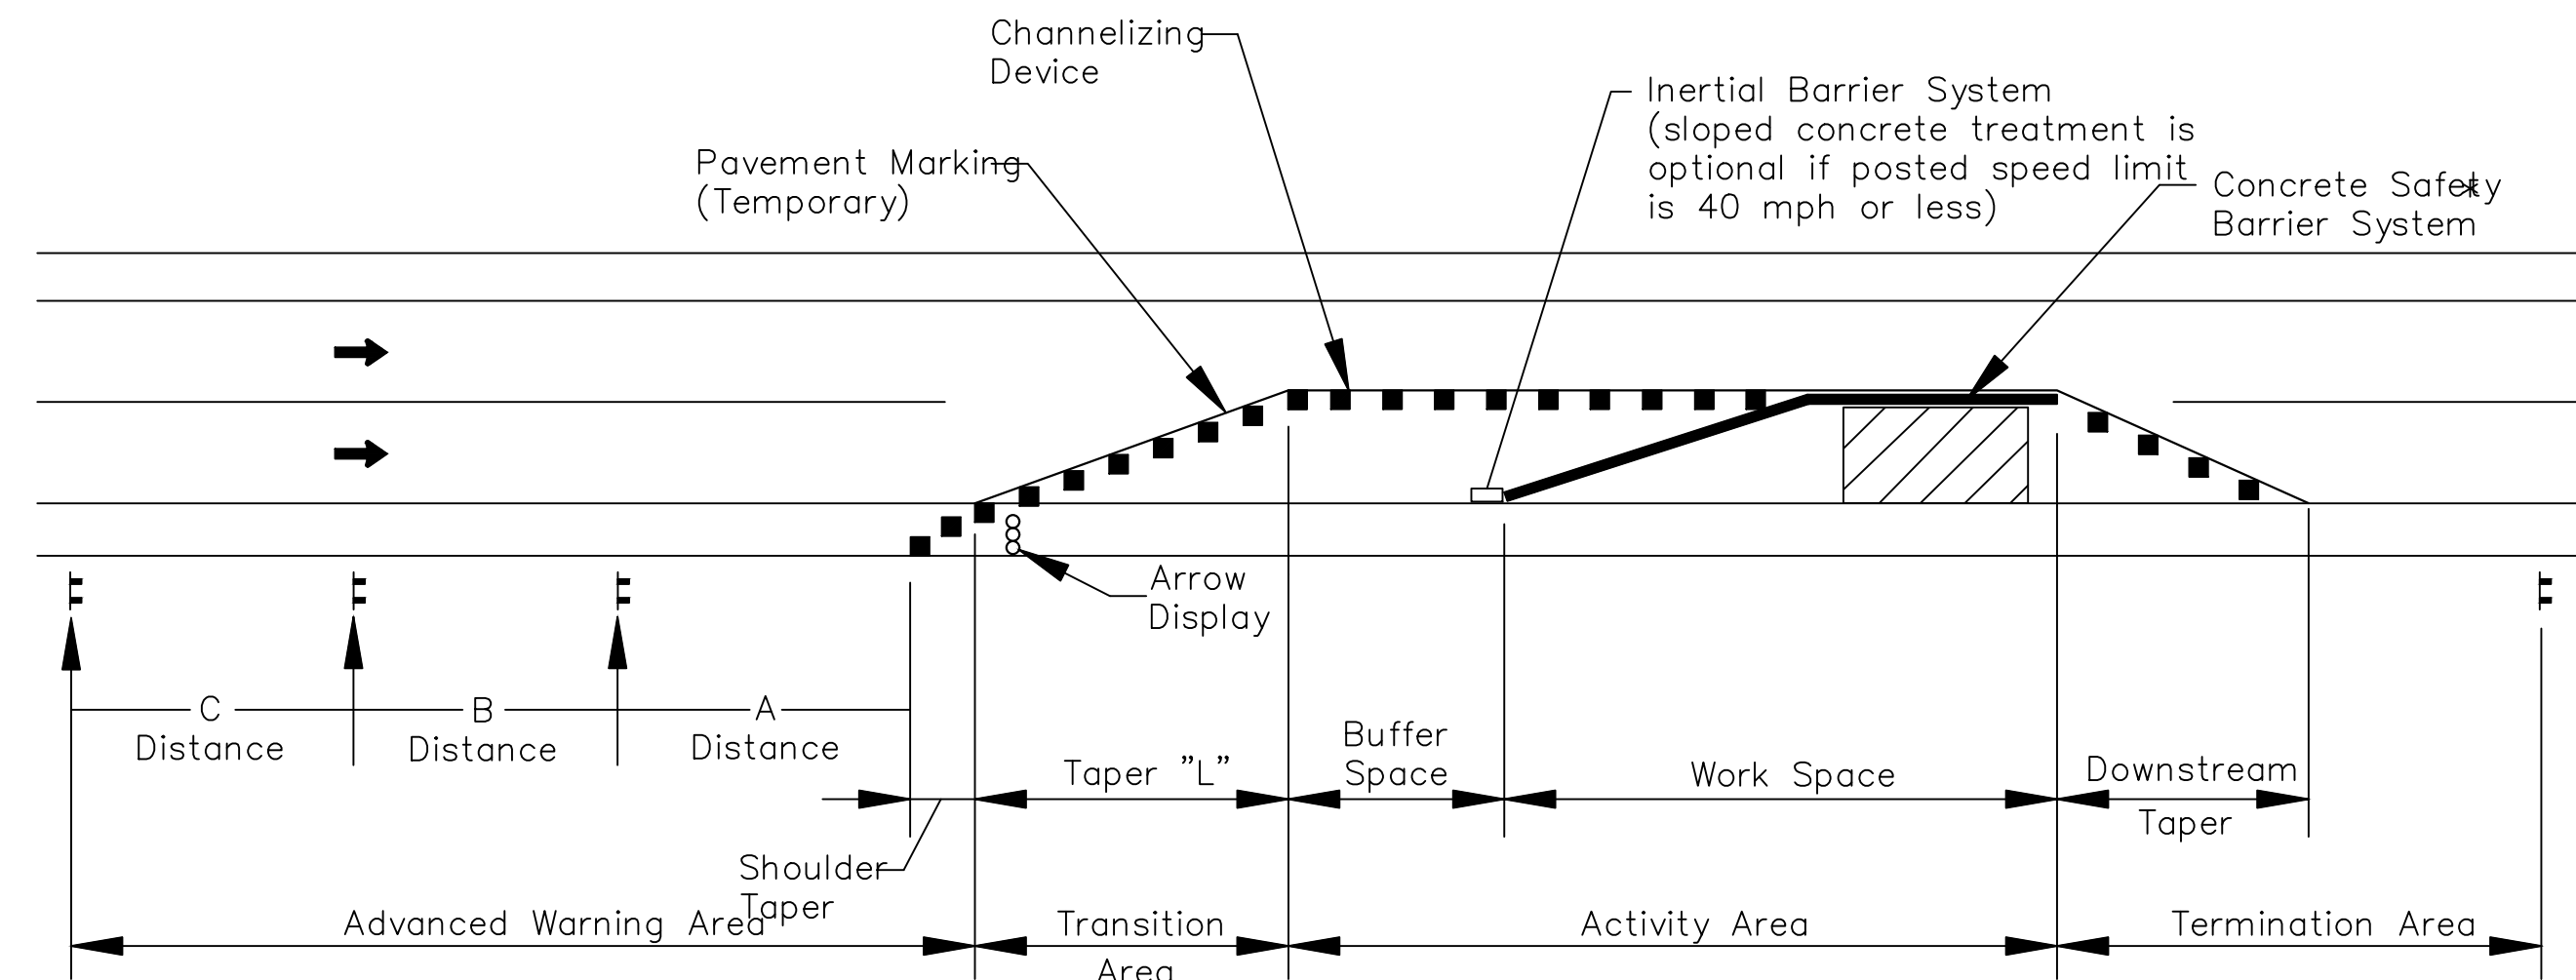 Channelizing
Device
Inertial Barrier System
(sloped concrete treatment is
optional if posted speed limit
is 40 mph or less)
Pavement Marking
(Temporary)
Concrete Safety*
Barrier System
Arrow
Display
C
Distance
B
Distance
A
Distance
Shoulder
Taper
Taper "L"
Buffer
Space
Work Space
Downstream
Taper
Advanced Warning Area
Transition
Area
Activity Area
Termination Area